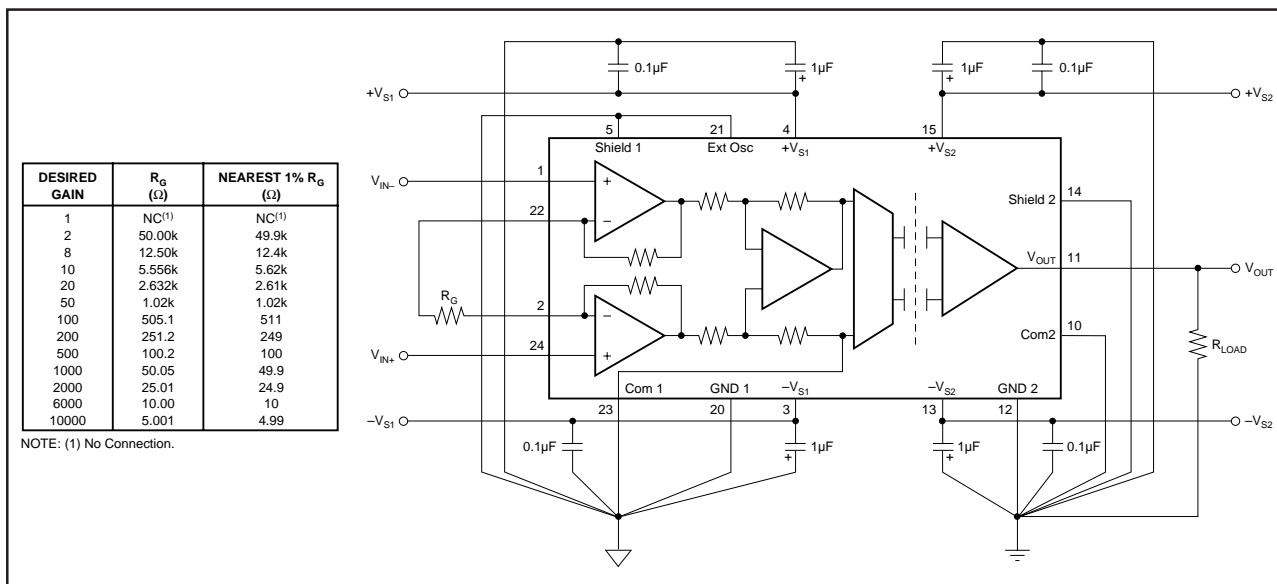 DESIRED GAIN R_G (Ω) NEAREST 1% R_G (Ω)
1 NC(1) NC(1)
2 50.00k 49.9k
8 12.50k 12.4k
10 5.556k 5.62k
20 2.632k 2.61k
50 1.02k 1.02k
100 505.1 511
200 251.2 249
500 100.2 100
1000 50.05 49.9
2000 25.01 24.9
6000 10.00 10
10000 5.001 4.99
NOTE: (1) No Connection.
0.1µF
1µF
+
1µF
+
0.1µF
+V_S1
+V_S2
5
21
4
15
Shield 1
Ext Osc
+V_S1
+V_S2
V_IN–
1
+
–
22
Shield 2
14
V_OUT
11
V_OUT
R_G
2
–
+
24
V_IN+
Com2
10
R_LOAD
Com 1
GND 1
–V_S1
–V_S2
GND 2
23
20
3
13
12
–V_S1
–V_S2
0.1µF
1µF
+
1µF
+
0.1µF